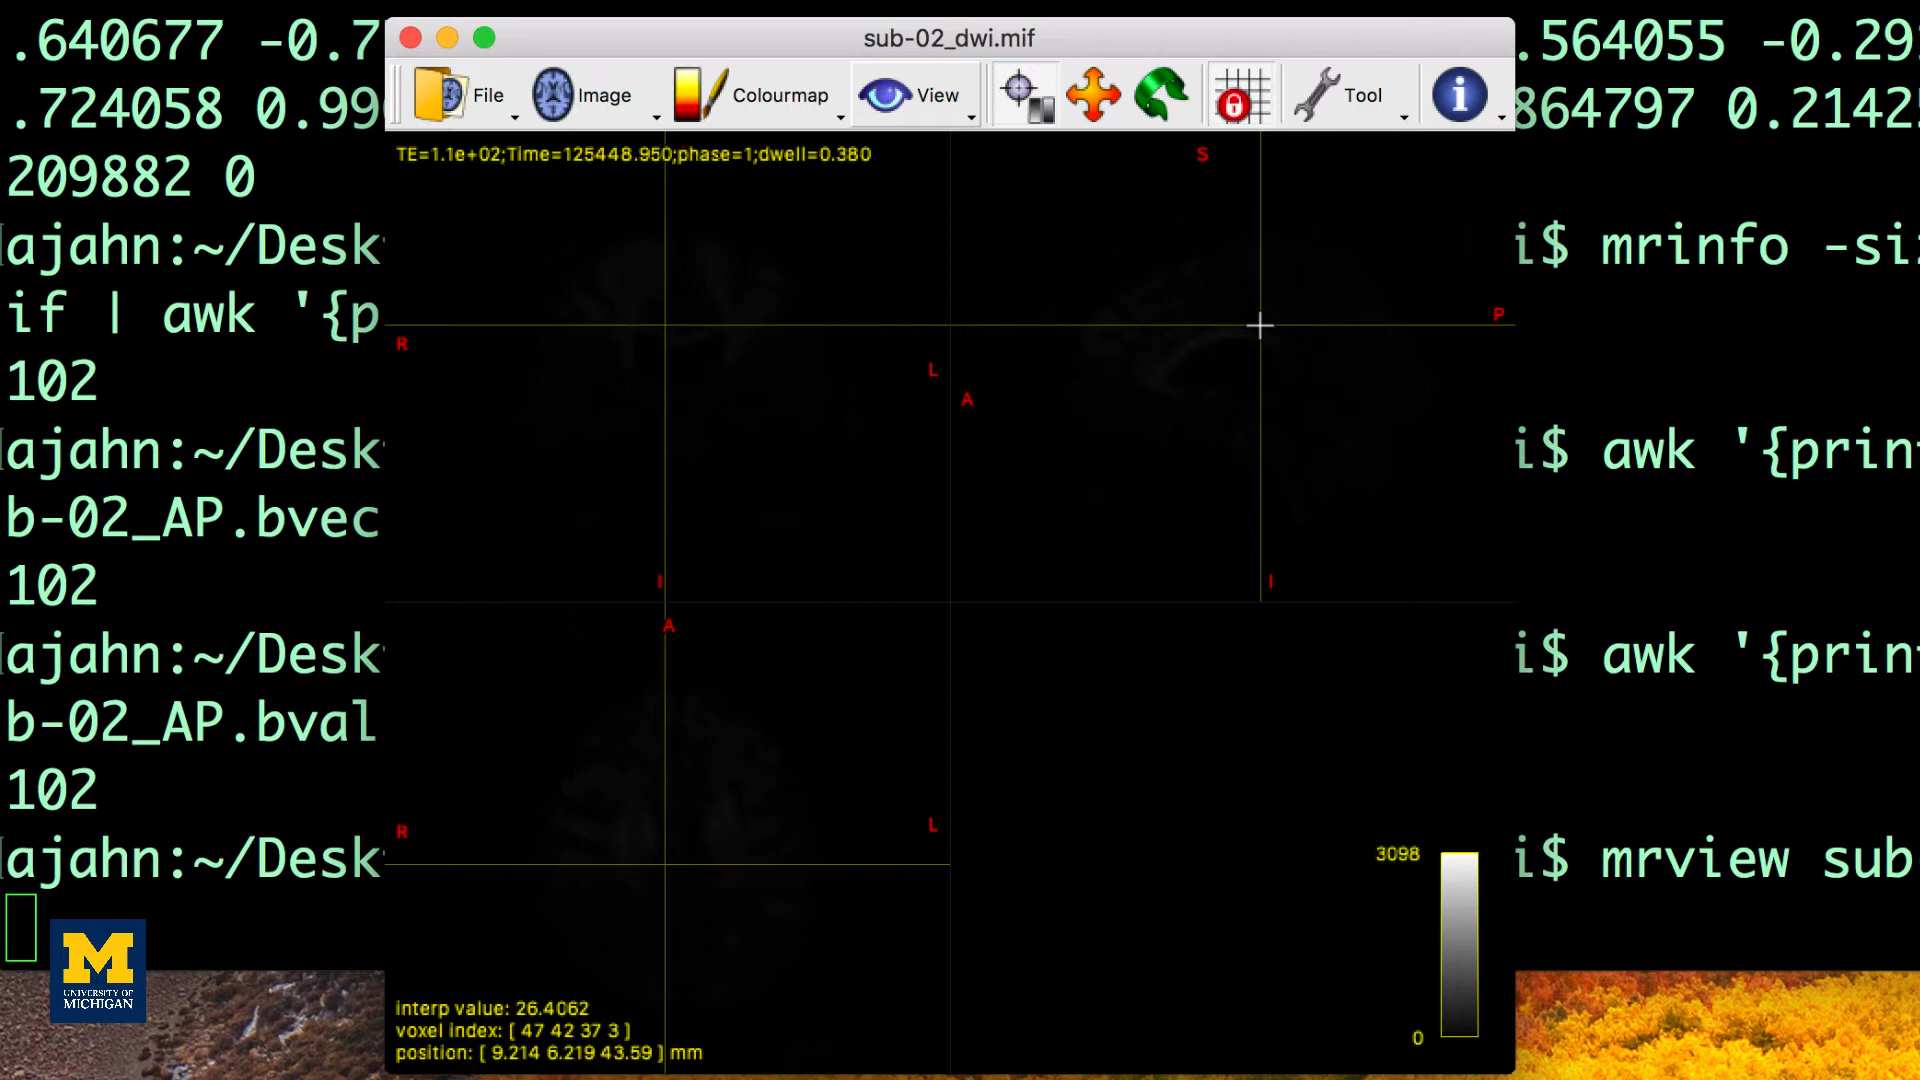 .640677 -0.7
.564055 -0.29
.724058 0.99
864797 0.2142
209882 0
ajahn:~/Desk
i$ mrinfo -si
if | awk '{p
102
ajahn:~/Desk
i$ awk '{prin
b-02_AP.bvec
102
ajahn:~/Desk
i$ awk '{prin
b-02_AP.bval
102
ajahn:~/Desk
i$ mrview sub
sub-02_dwi.mif
File Image Colourmap View Tool
TE=1.1e+02;Time=125448.950;phase=1;dwell=0.380
S
R
P
L
A
I
I
A
R
L
3098
0
interp value: 26.4062
voxel index: [ 47 42 37 3 ]
position: [ 9.214 6.219 43.59 ] mm
M
UNIVERSITY OF
MICHIGAN